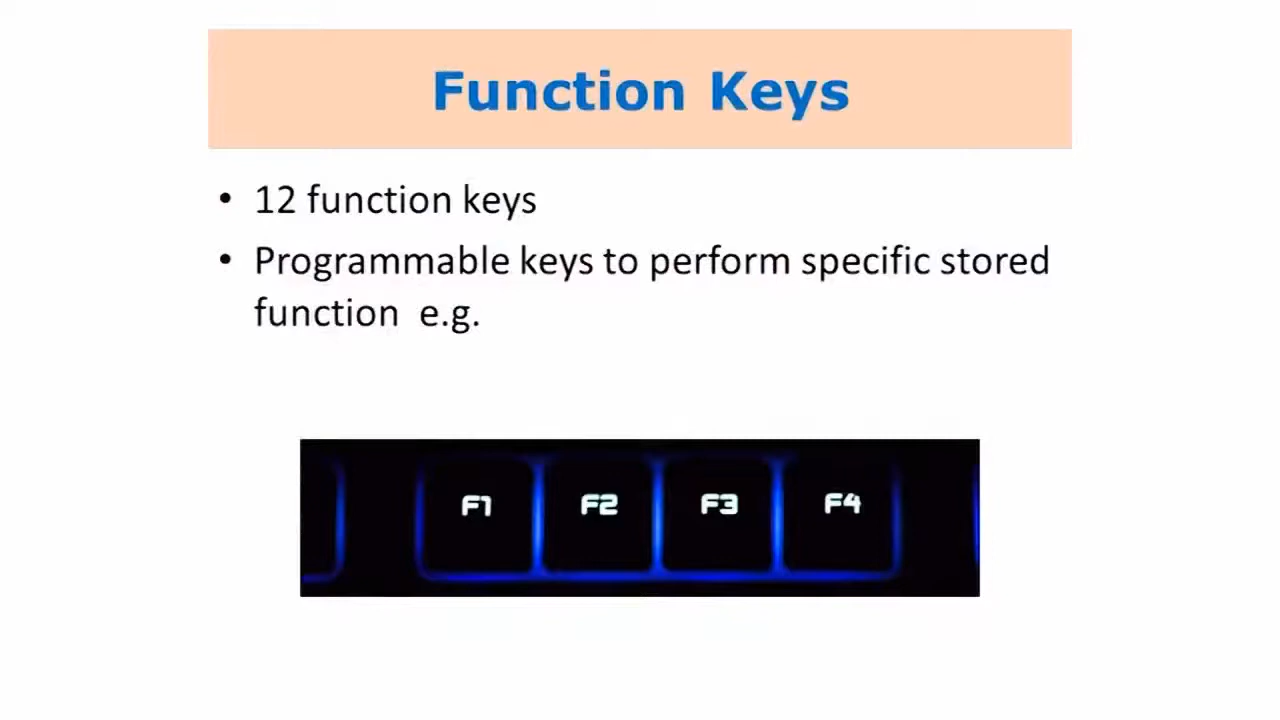 Function Keys
• 12 function keys
• Programmable keys to perform specific stored
function e.g.
F1 F2 F3 F4